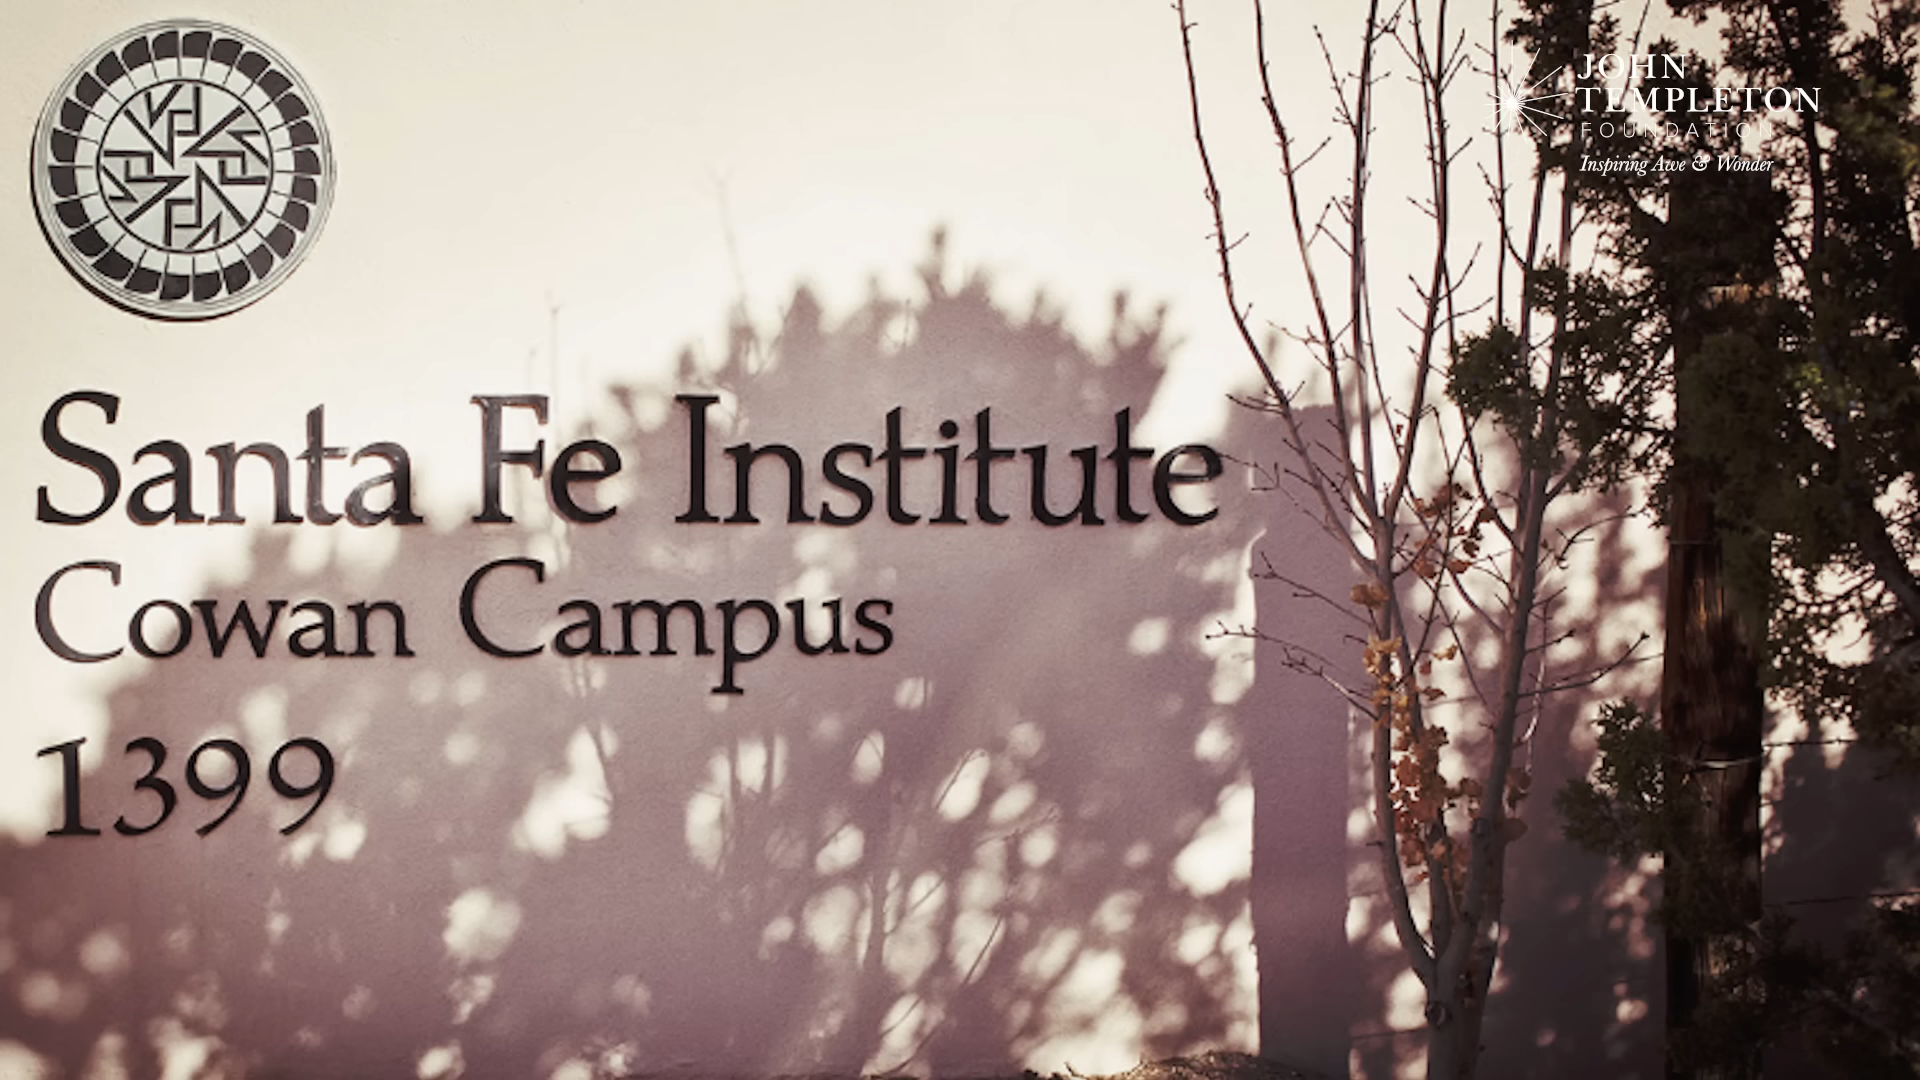 JOHN
TEMPLETON
FOUNDATION
Inspiring Awe & Wonder
Santa Fe Institute
Cowan Campus
1399